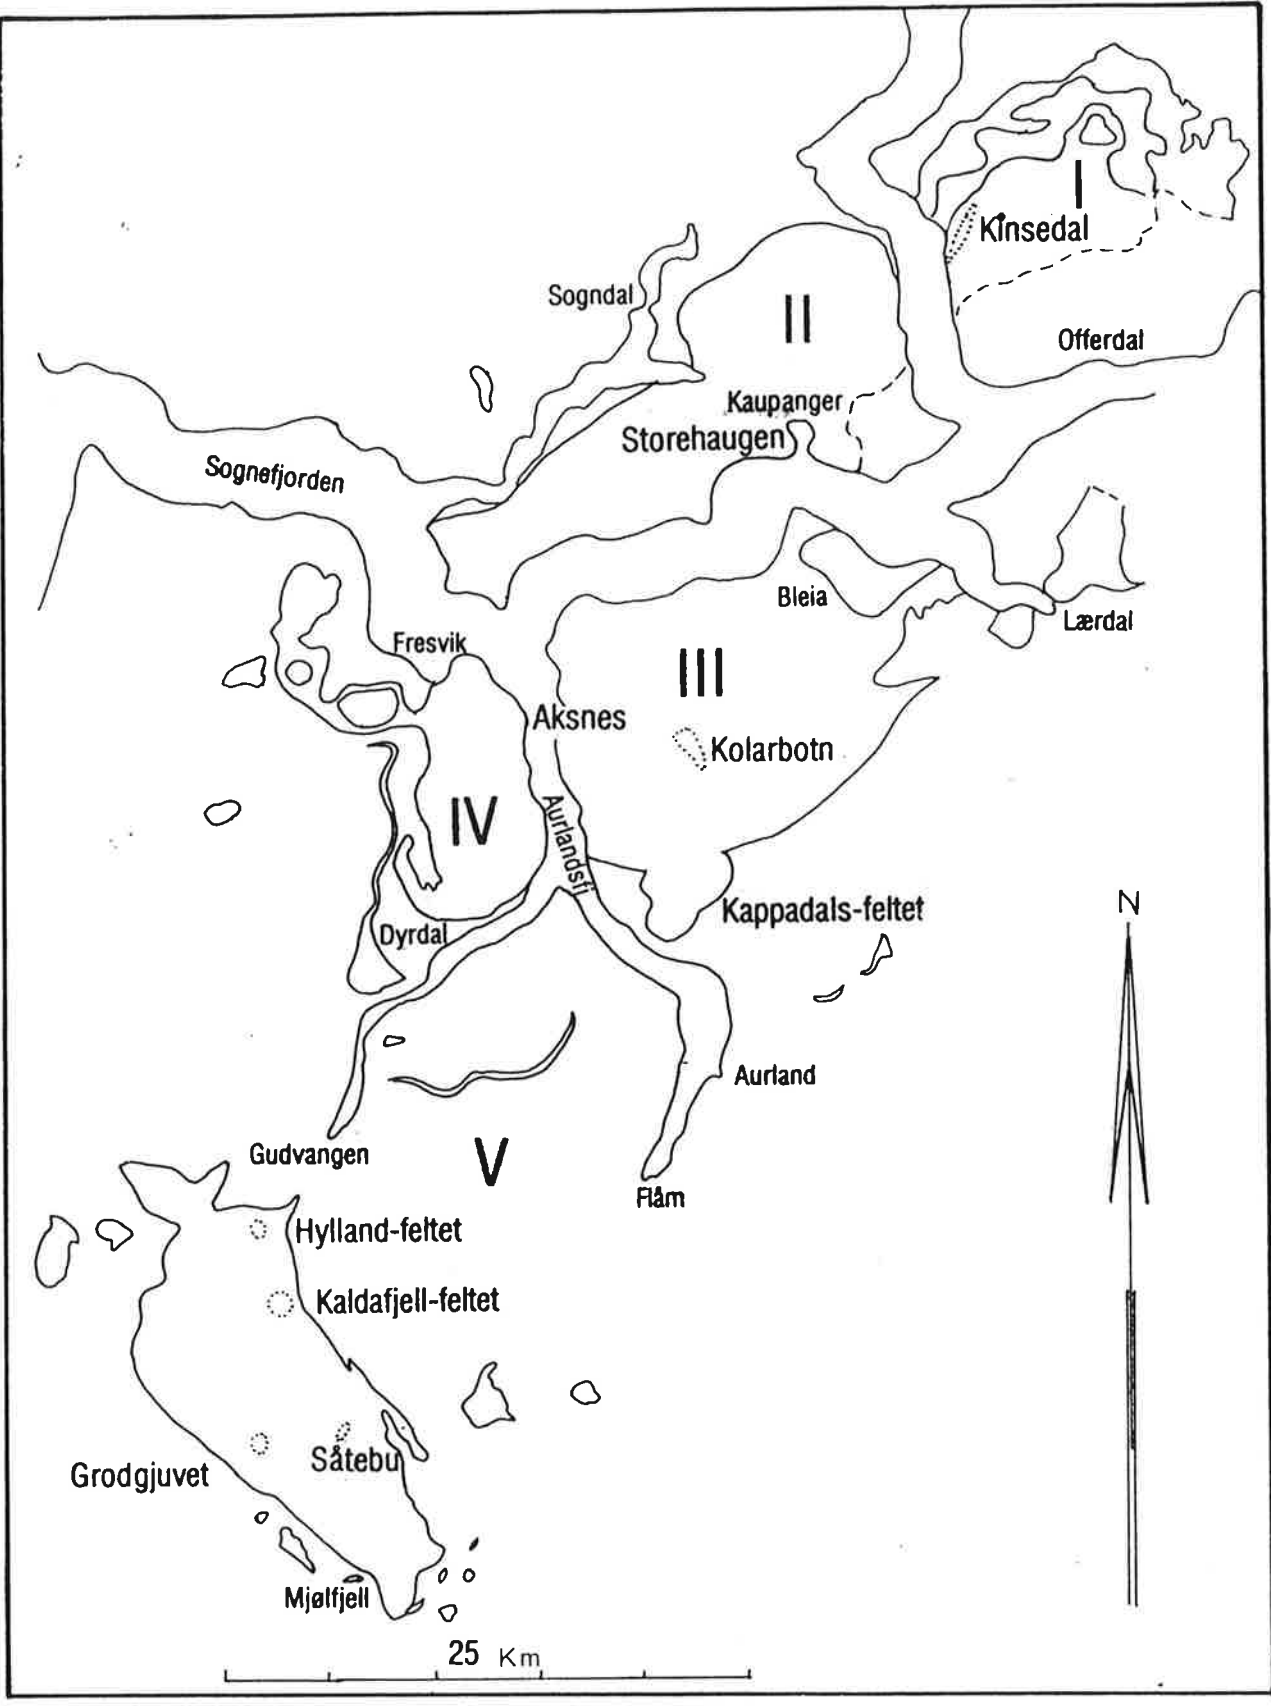 I
Kinsedal
Sogndal
II
Offerdal
Kaupanger
Storehaugen
Sognefjorden
Bleia
Lærdal
Fresvik
III
Aksnes
Kolarbotn
IV
Aurlandsfj
N
Kappadals-feltet
Dyrdal
Aurland
Gudvangen
V
Flåm
Hylland-feltet
Kaldafjell-feltet
Såtebu
Grodgjuvet
Mjølfjell
25 Km